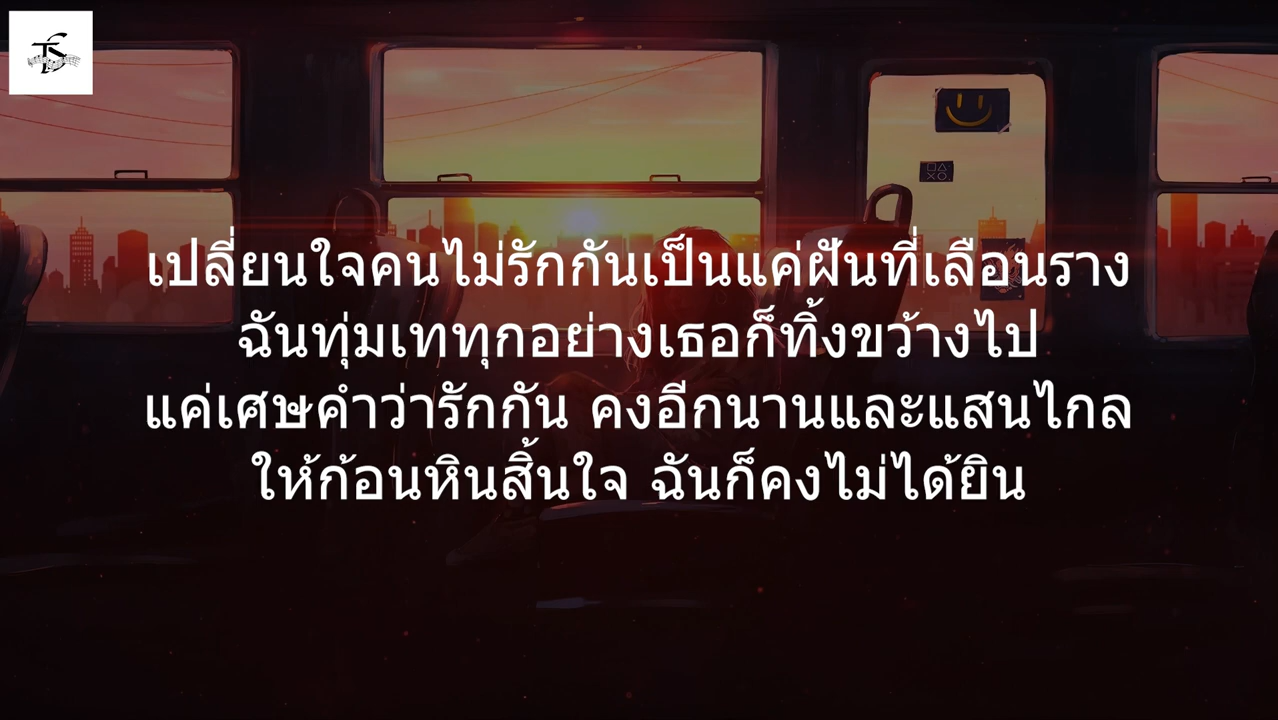 เปลี่ยนใจคนไม่รักกันเป็นแค่ฝันที่เลือนราง
ฉันทุ่มเททุกอย่างเธอก็ทิ้งขว้างไป
แค่เศษคำว่ารักกัน คงอีกนานและแสนไกล
ให้ก้อนหินสิ้นใจ ฉันก็คงไม่ได้ยิน